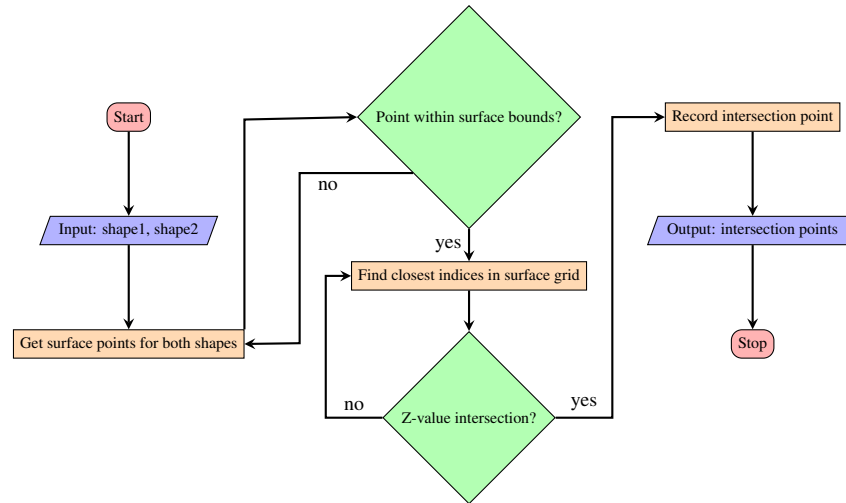 Start
Input: shape1, shape2
Get surface points for both shapes
Point within surface bounds?
no
yes
Find closest indices in surface grid
Z-value intersection?
no
yes
Record intersection point
Output: intersection points
Stop